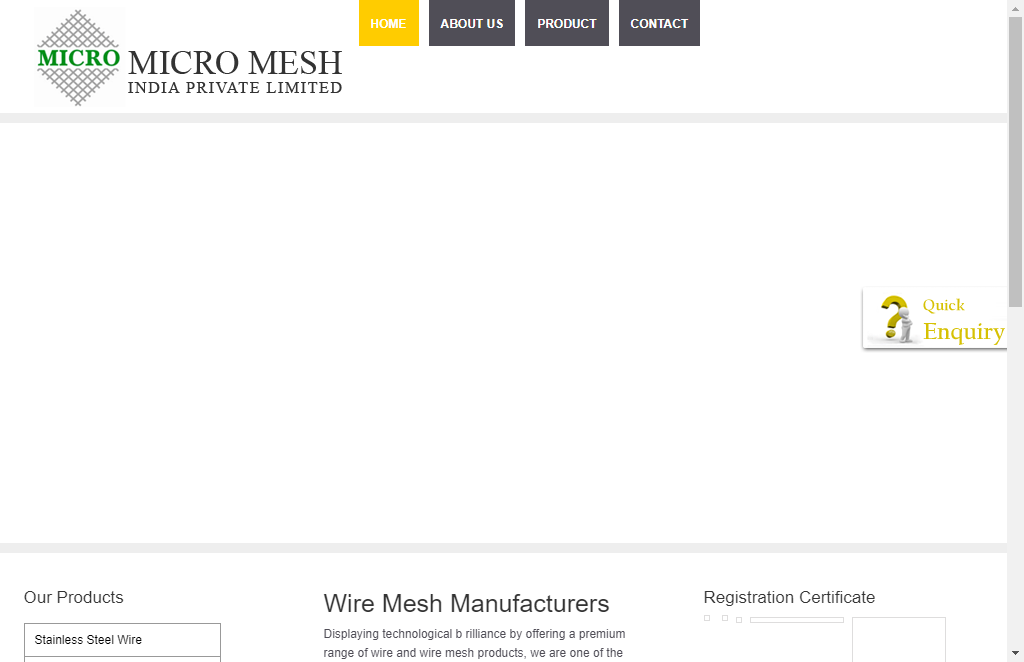 HOME
ABOUT US
PRODUCT
CONTACT
MICRO
MICRO MESH
INDIA PRIVATE LIMITED
Quick
Enquiry
Our Products
Stainless Steel Wire
Wire Mesh Manufacturers
Displaying technological b rilliance by offering a premium
range of wire and wire mesh products, we are one of the
Registration Certificate